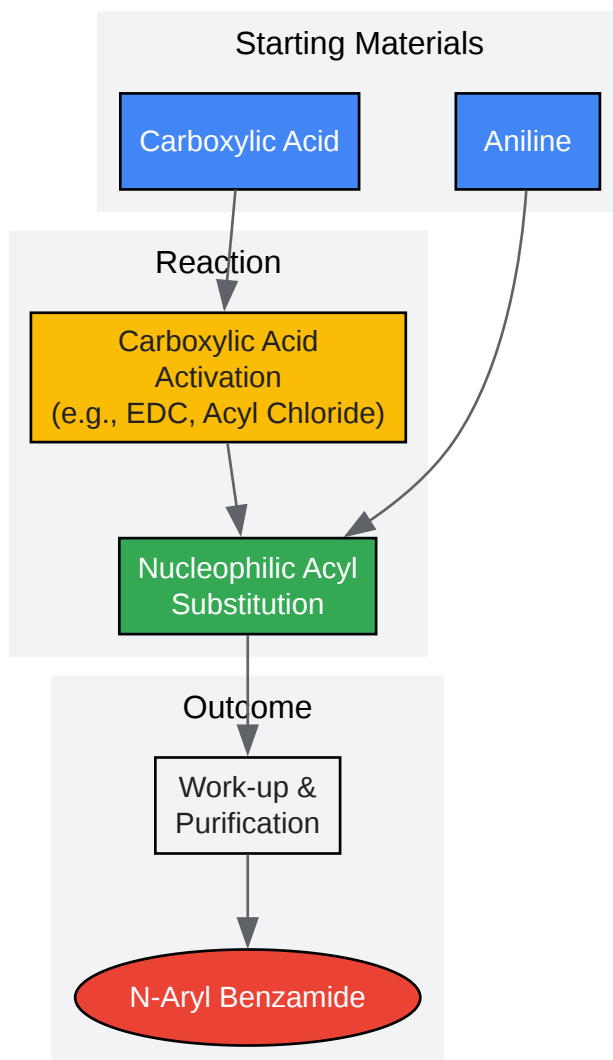 Starting Materials
Carboxylic Acid
Aniline
Reaction
Carboxylic Acid
Activation
(e.g., EDC, Acyl Chloride)
Nucleophilic Acyl
Substitution
Outcome
Work-up &
Purification
N-Aryl Benzamide